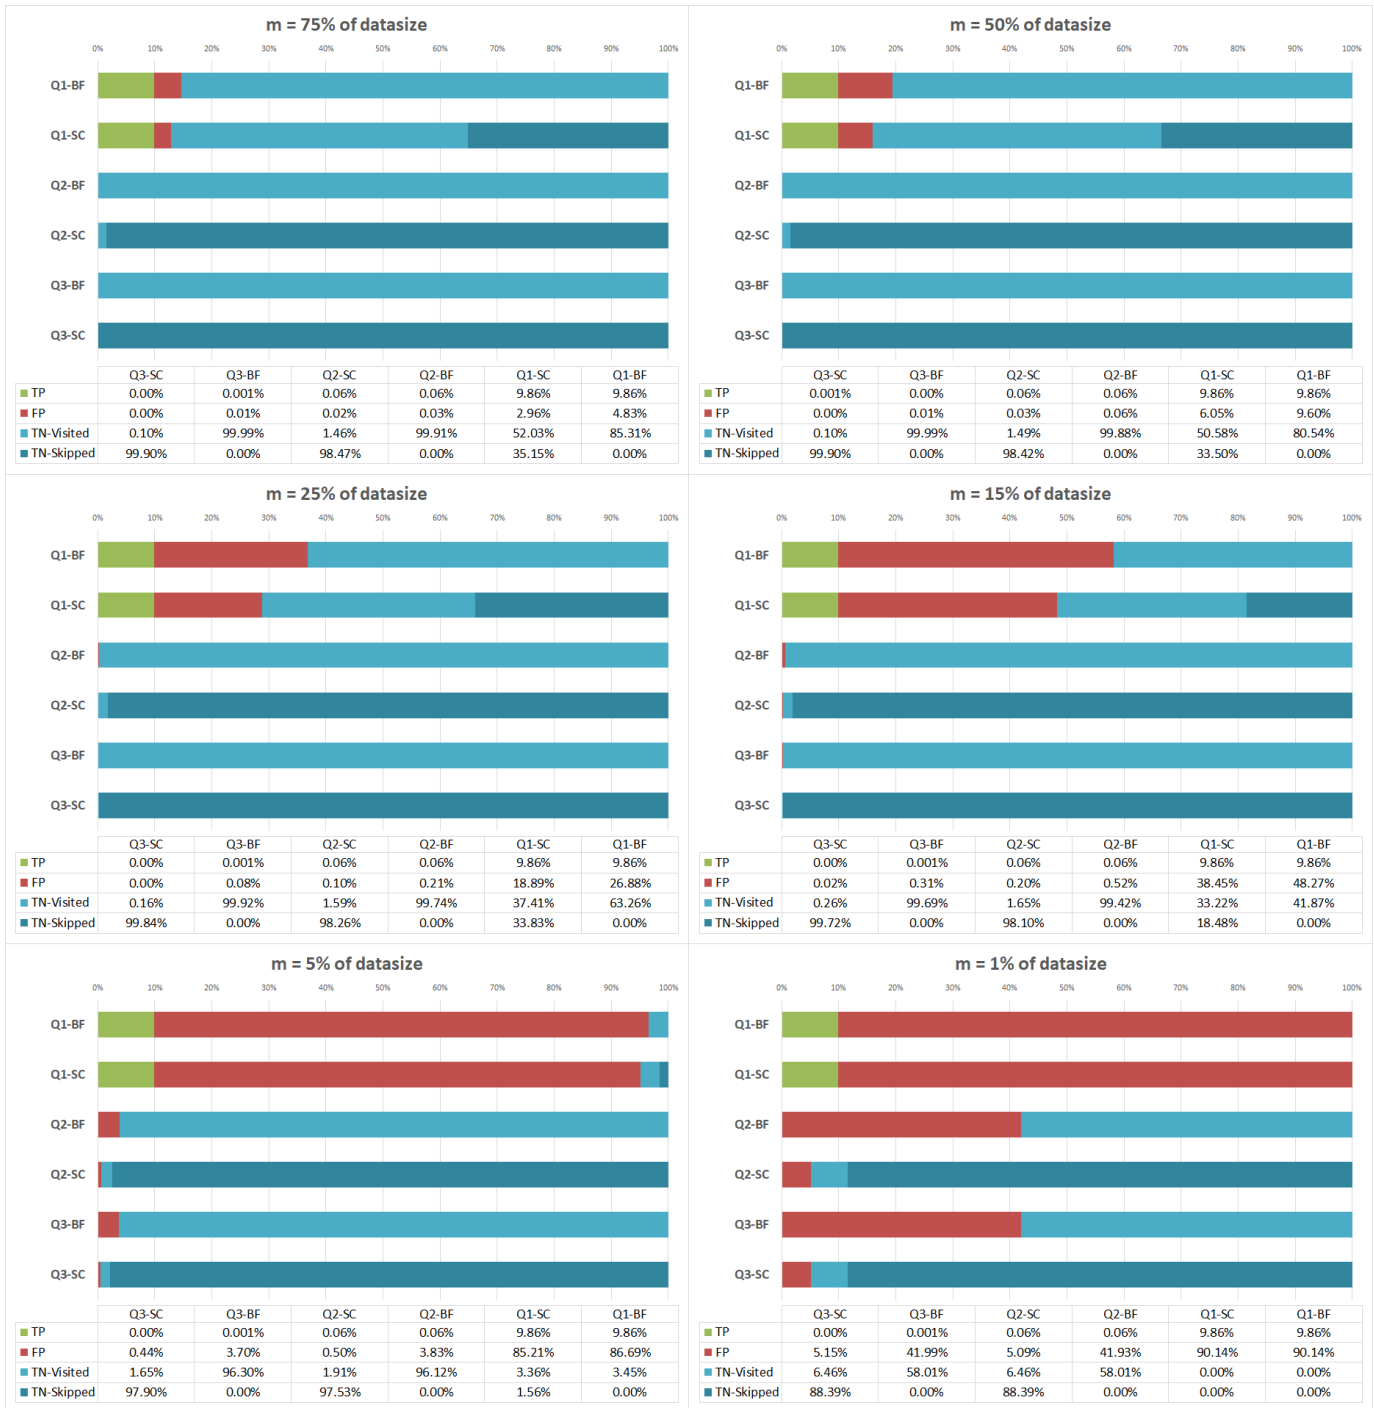 m = 75% of datasize
0% 10% 20% 30% 40% 50% 60% 70% 80% 90% 100%
Q1-BF
Q1-SC
Q2-BF
Q2-SC
Q3-BF
Q3-SC
Q3-SC Q3-BF Q2-SC Q2-BF Q1-SC Q1-BF
TP 0.00% 0.001% 0.06% 0.06% 9.86% 9.86%
FP 0.00% 0.01% 0.02% 0.03% 2.96% 4.83%
TN-Visited 0.10% 99.99% 1.46% 99.91% 52.03% 85.31%
TN-Skipped 99.90% 0.00% 98.47% 0.00% 35.15% 0.00%
m = 50% of datasize
0% 10% 20% 30% 40% 50% 60% 70% 80% 90% 100%
Q1-BF
Q1-SC
Q2-BF
Q2-SC
Q3-BF
Q3-SC
Q3-SC Q3-BF Q2-SC Q2-BF Q1-SC Q1-BF
TP 0.001% 0.00% 0.06% 0.06% 9.86% 9.86%
FP 0.00% 0.01% 0.03% 0.06% 6.05% 9.60%
TN-Visited 0.10% 99.99% 1.49% 99.88% 50.58% 80.54%
TN-Skipped 99.90% 0.00% 98.42% 0.00% 33.50% 0.00%
m = 25% of datasize
0% 10% 20% 30% 40% 50% 60% 70% 80% 90% 100%
Q1-BF
Q1-SC
Q2-BF
Q2-SC
Q3-BF
Q3-SC
Q3-SC Q3-BF Q2-SC Q2-BF Q1-SC Q1-BF
TP 0.00% 0.001% 0.06% 0.06% 9.86% 9.86%
FP 0.00% 0.08% 0.10% 0.21% 18.89% 26.88%
TN-Visited 0.16% 99.92% 1.59% 99.74% 37.41% 63.26%
TN-Skipped 99.84% 0.00% 98.26% 0.00% 33.83% 0.00%
m = 15% of datasize
0% 10% 20% 30% 40% 50% 60% 70% 80% 90% 100%
Q1-BF
Q1-SC
Q2-BF
Q2-SC
Q3-BF
Q3-SC
Q3-SC Q3-BF Q2-SC Q2-BF Q1-SC Q1-BF
TP 0.00% 0.001% 0.06% 0.06% 9.86% 9.86%
FP 0.02% 0.31% 0.20% 0.52% 38.45% 48.27%
TN-Visited 0.26% 99.69% 1.65% 99.42% 33.22% 41.87%
TN-Skipped 99.72% 0.00% 98.10% 0.00% 18.48% 0.00%
m = 5% of datasize
0% 10% 20% 30% 40% 50% 60% 70% 80% 90% 100%
Q1-BF
Q1-SC
Q2-BF
Q2-SC
Q3-BF
Q3-SC
Q3-SC Q3-BF Q2-SC Q2-BF Q1-SC Q1-BF
TP 0.00% 0.001% 0.06% 0.06% 9.86% 9.86%
FP 0.44% 3.70% 0.50% 3.83% 85.21% 86.69%
TN-Visited 1.65% 96.30% 1.91% 96.12% 3.36% 3.45%
TN-Skipped 97.90% 0.00% 97.53% 0.00% 1.56% 0.00%
m = 1% of datasize
0% 10% 20% 30% 40% 50% 60% 70% 80% 90% 100%
Q1-BF
Q1-SC
Q2-BF
Q2-SC
Q3-BF
Q3-SC
Q3-SC Q3-BF Q2-SC Q2-BF Q1-SC Q1-BF
TP 0.00% 0.001% 0.06% 0.06% 9.86% 9.86%
FP 5.15% 41.99% 5.09% 41.93% 90.14% 90.14%
TN-Visited 6.46% 58.01% 6.46% 58.01% 0.00% 0.00%
TN-Skipped 88.39% 0.00% 88.39% 0.00% 0.00% 0.00%